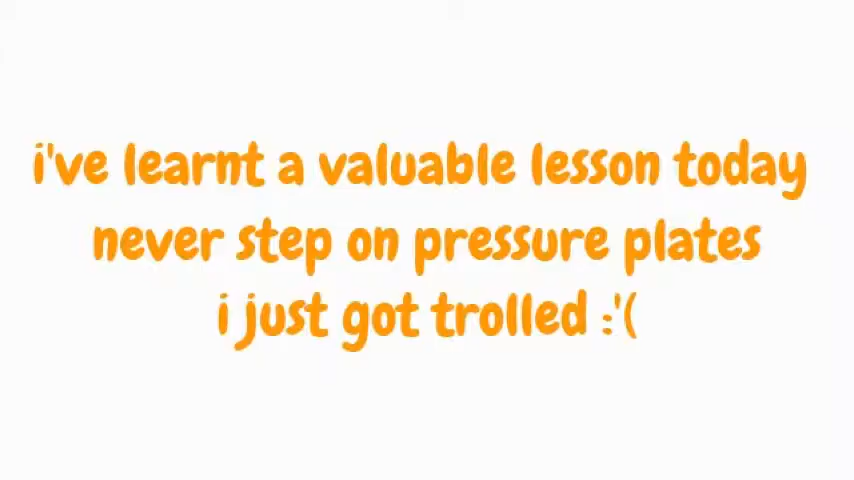 i've learnt a valuable lesson today
never step on pressure plates
i just got trolled :'(